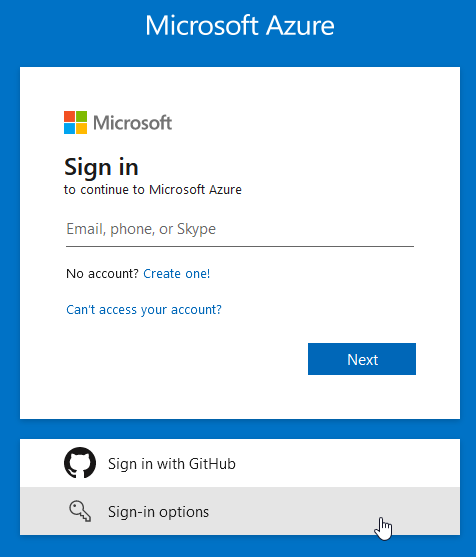 Microsoft Azure
Microsoft
Sign in
to continue to Microsoft Azure
Email, phone, or Skype
No account? Create one!
Can't access your account?
Next
Sign in with GitHub
Sign-in options